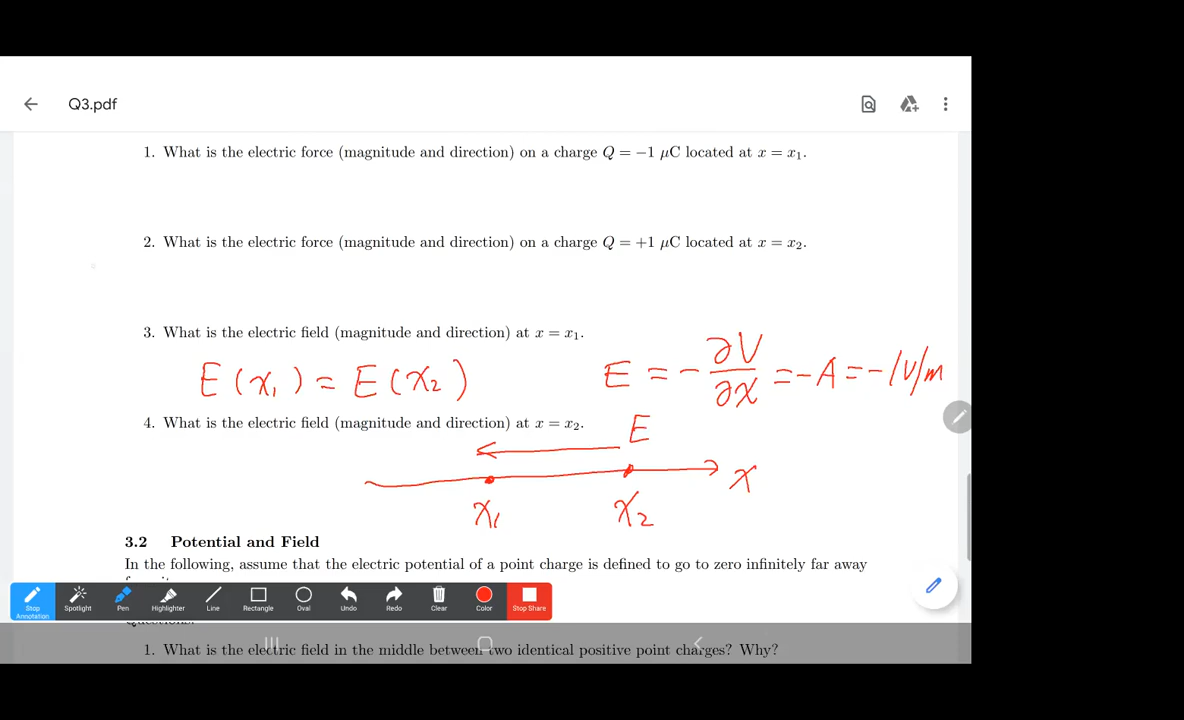 Q3.pdf
1. What is the electric force (magnitude and direction) on a charge Q = −1 μC located at x = x₁.
2. What is the electric force (magnitude and direction) on a charge Q = +1 μC located at x = x₂.
3. What is the electric field (magnitude and direction) at x = x₁.
E(x₁) = E(x₂) E = − ∂V/∂x = −A = −1V/m
4. What is the electric field (magnitude and direction) at x = x₂.
E
x
x₁ x₂
3.2 Potential and Field
In the following, assume that the electric potential of a point charge is defined to go to zero infinitely far away
Stop Annotation Spotlight Pen Highlighter Line Rectangle Oval Undo Redo Clear Color Stop Share
Questions:
1. What is the electric field in the middle between two identical positive point charges? Why?